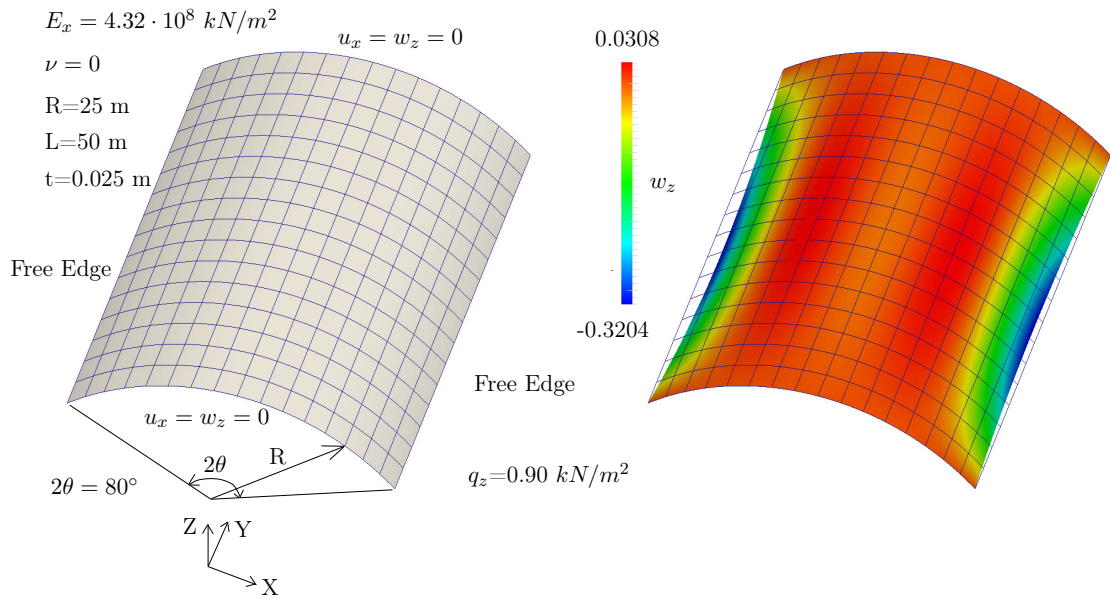 E_x = 4.32 · 10^8 kN/m^2
u_x = w_z = 0
ν = 0
R=25 m
L=50 m
t=0.025 m
Free Edge
Free Edge
u_x = w_z = 0
R
2θ
2θ = 80°
q_z=0.90 kN/m^2
Z
Y
X
0.0308
w_z
-0.3204